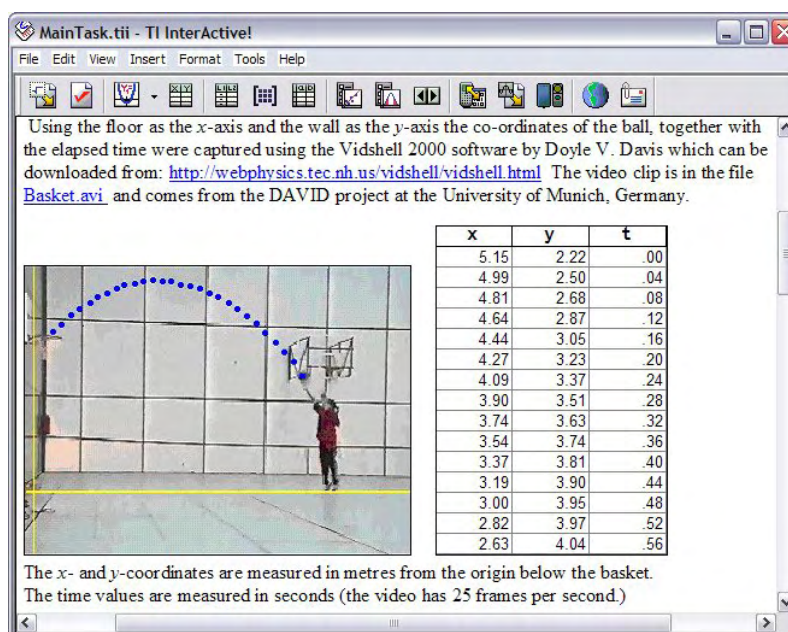 MainTask.tii - TI InterActive!
File Edit View Insert Format Tools Help
Using the floor as the x-axis and the wall as the y-axis the co-ordinates of the ball, together with
the elapsed time were captured using the Vidshell 2000 software by Doyle V. Davis which can be
downloaded from: http://webphysics.tec.nh.us/vidshell/vidshell.html The video clip is in the file
Basket.avi and comes from the DAVID project at the University of Munich, Germany.
x y t
5.15 2.22 .00
4.99 2.50 .04
4.81 2.68 .08
4.64 2.87 .12
4.44 3.05 .16
4.27 3.23 .20
4.09 3.37 .24
3.90 3.51 .28
3.74 3.63 .32
3.54 3.74 .36
3.37 3.81 .40
3.19 3.90 .44
3.00 3.95 .48
2.82 3.97 .52
2.63 4.04 .56
The x- and y-coordinates are measured in metres from the origin below the basket.
The time values are measured in seconds (the video has 25 frames per second.)